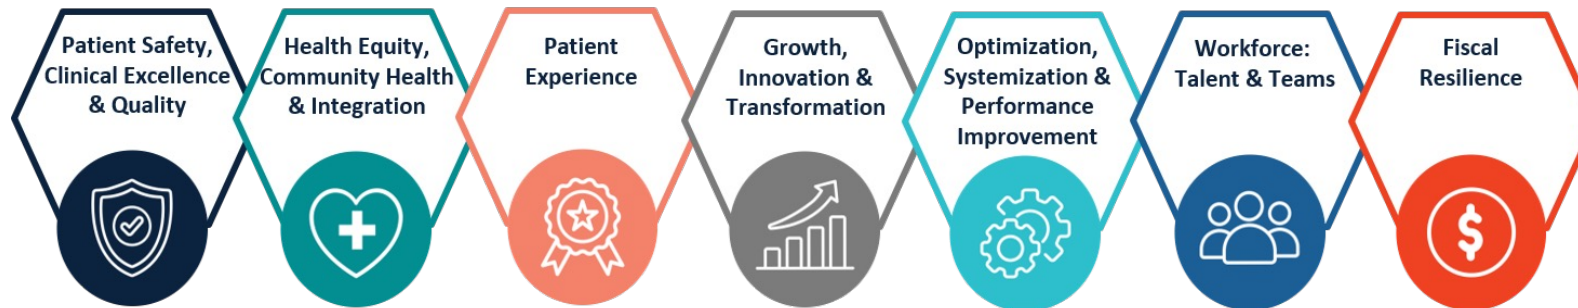 Patient Safety,
Clinical Excellence
& Quality
Health Equity,
Community Health
& Integration
Patient
Experience
Growth,
Innovation &
Transformation
Optimization,
Systemization &
Performance
Improvement
Workforce:
Talent & Teams
Fiscal
Resilience
$